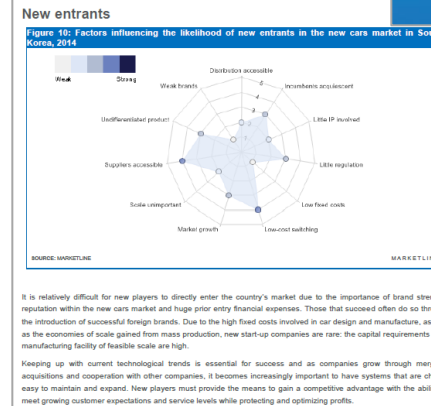 New entrants
Figure 10: Factors influencing the likelihood of new entrants in the new cars market in Sou
Korea, 2014
Weak
Strong
Distribution accessible
Weak brands
Incumbents acquiescent
Undifferentiated product
Little IP involved
Suppliers accessible
Little regulation
Scale unimportant
Low fixed costs
Market growth
Low-cost switching
5
4
3
SOURCE: MARKETLINE
M A R K E T L I N
It is relatively difficult for new players to directly enter the country's market due to the importance of brand stren
reputation within the new cars market and huge prior entry financial expenses. Those that succeed often do so thr
the introduction of successful foreign brands. Due to the high fixed costs involved in car design and manufacture, as
as the economies of scale gained from mass production, new start-up companies are rare: the capital requirements
manufacturing facility of feasible scale are high.
Keeping up with current technological trends is essential for success and as companies grow through merg
acquisitions and cooperation with other companies, it becomes increasingly important to have systems that are ch
easy to maintain and expand. New players must provide the means to gain a competitive advantage with the abili
meet growing customer expectations and service levels while protecting and optimizing profits.